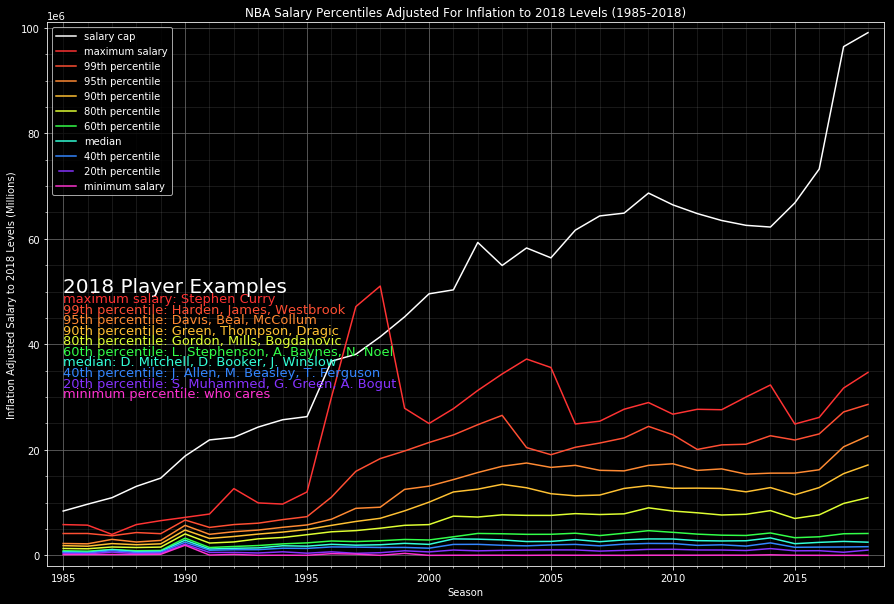 NBA Salary Percentiles Adjusted For Inflation to 2018 Levels (1985-2018)
1e6
salary cap
maximum salary
99th percentile
95th percentile
90th percentile
80th percentile
60th percentile
median
40th percentile
20th percentile
minimum salary
100
80
60
40
20
0
Inflation Adjusted Salary to 2018 Levels (Millions)
2018 Player Examples
maximum salary: Stephen Curry
99th percentile: Harden, James, Westbrook
95th percentile: Davis, Beal, McCollum
90th percentile: Green, Thompson, Dragic
80th percentile: Gordon, Mills, Bogdanovic
60th percentile: L. Stephenson, A. Baynes, N. Noel
median: D. Mitchell, D. Booker, J. Winslow
40th percentile: J. Allen, M. Beasley, T. Ferguson
20th percentile: S. Muhammed, G. Green, A. Bogut
minimum percentile: who cares
1985
1990
1995
2000
2005
2010
2015
Season